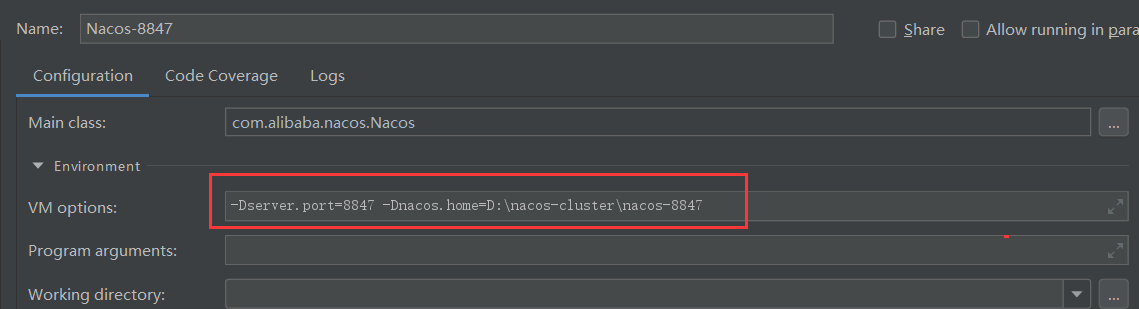 Name: Nacos-8847 Share Allow running in para
Configuration Code Coverage Logs
Main class: com.alibaba.nacos.Nacos ...
Environment
VM options: -Dserver.port=8847 -Dnacos.home=D:\nacos-cluster\nacos-8847
Program arguments:
Working directory: ...